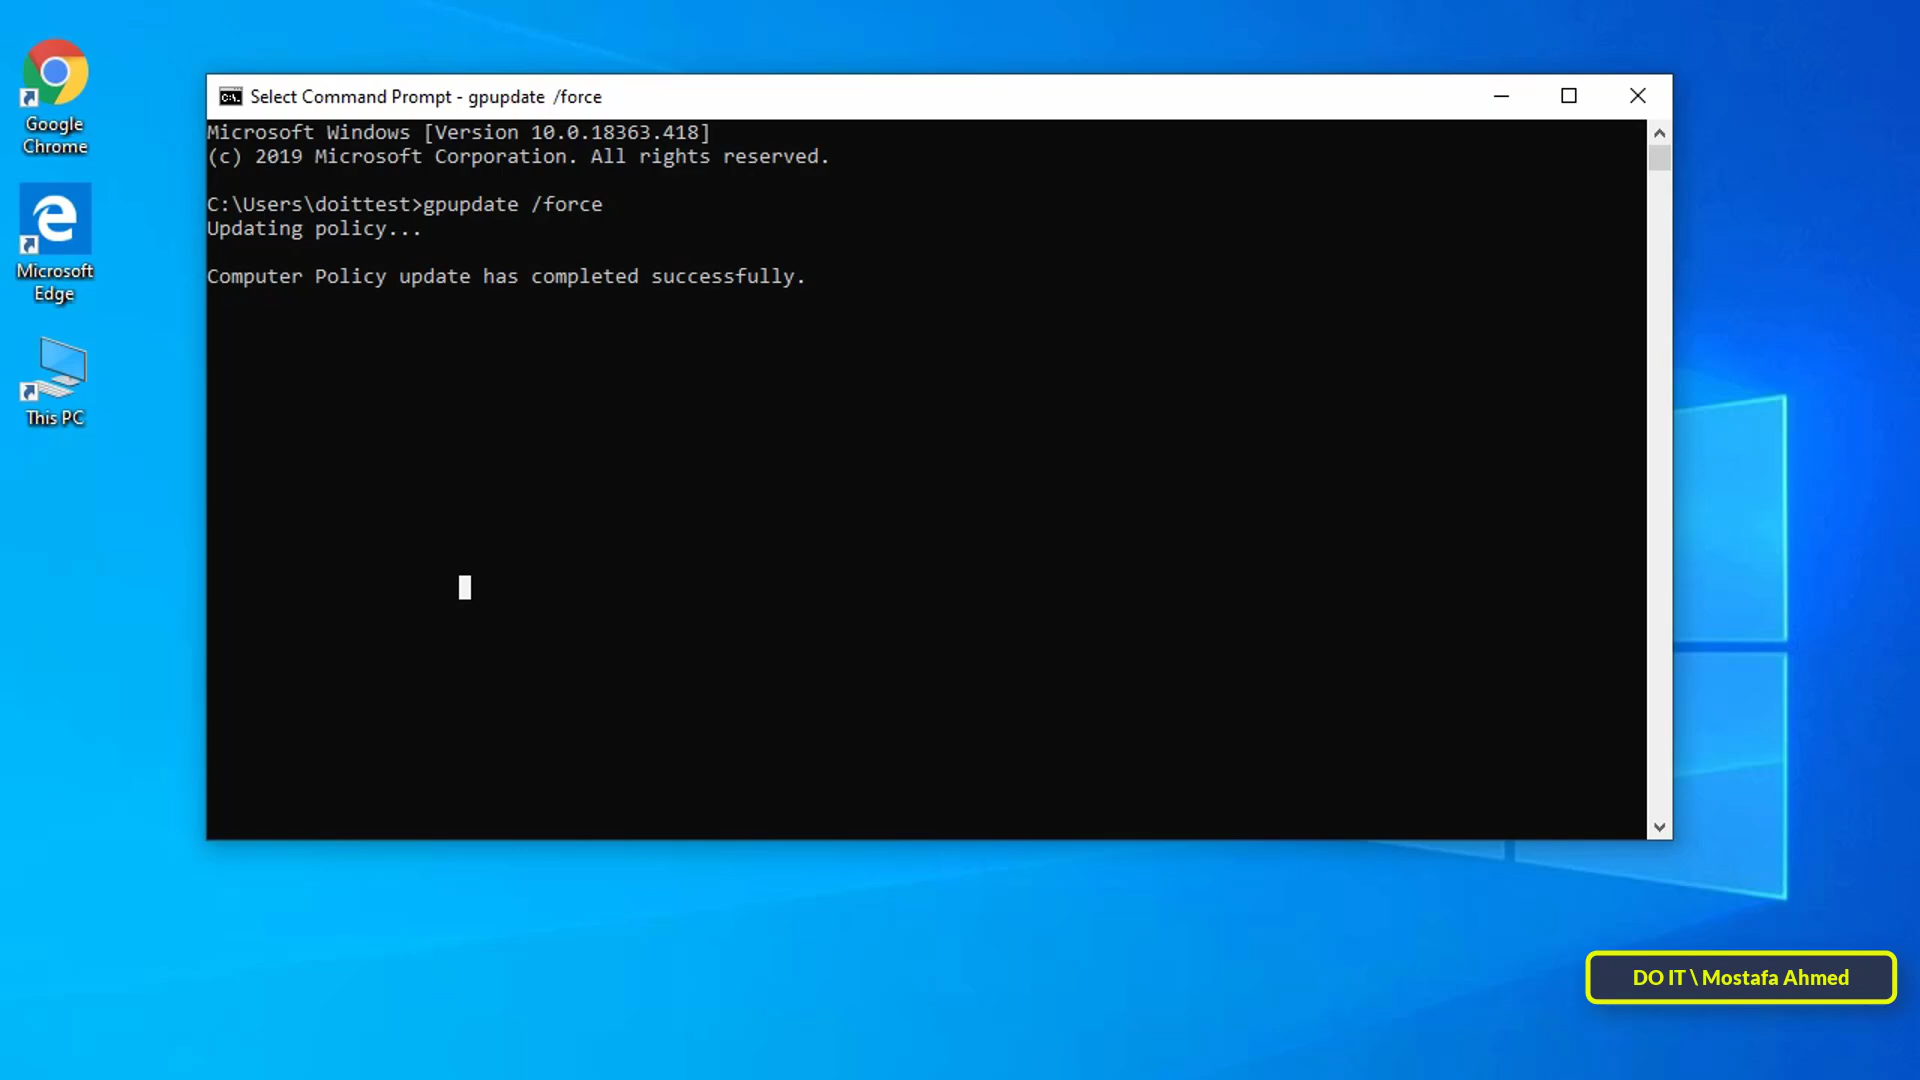 Google
Chrome
Microsoft
Edge
This PC
Select Command Prompt - gpupdate /force
Microsoft Windows [Version 10.0.18363.418]
(c) 2019 Microsoft Corporation. All rights reserved.
C:\Users\doittest>gpupdate /force
Updating policy...
Computer Policy update has completed successfully.
DO IT \ Mostafa Ahmed